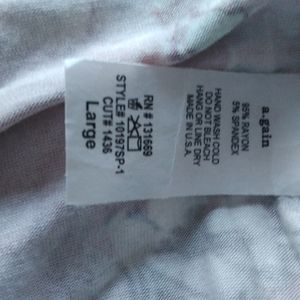 a.gain
95% RAYON
5% SPANDEX
HAND WASH COLD
DO NOT BLEACH
HANG OR LINE DRY
MADE IN U.S.A
RN # 131669
STYLE# 10197SP-1
CUT# 1436
Large